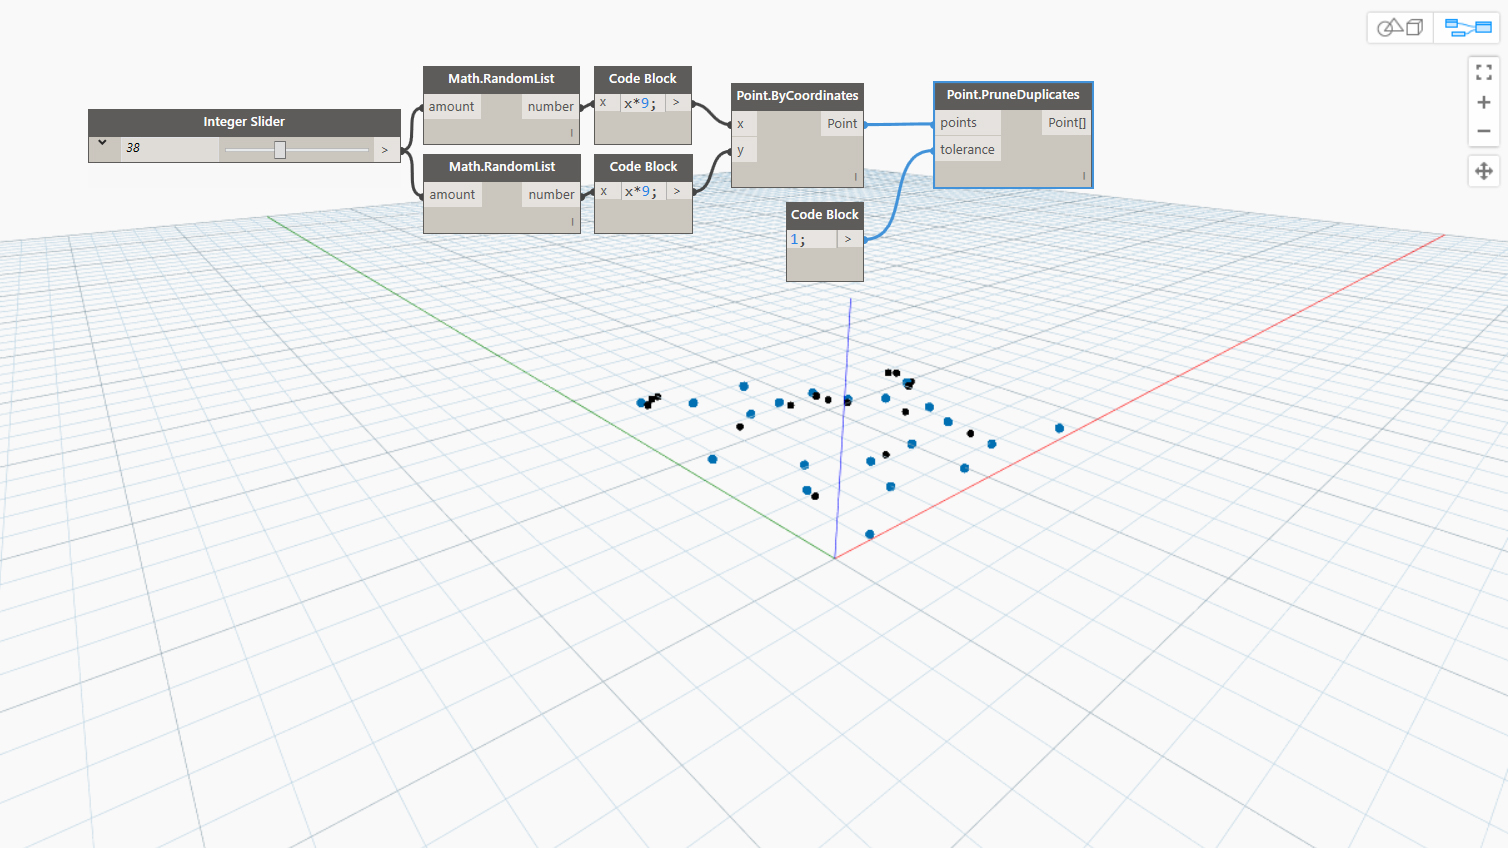 Integer Slider
38
>
Math.RandomList
amount
number
Math.RandomList
amount
number
Code Block
x
x*9;
>
Code Block
x
x*9;
>
Point.ByCoordinates
x
Point
y
Code Block
1;
>
Point.PruneDuplicates
points
Point[]
tolerance